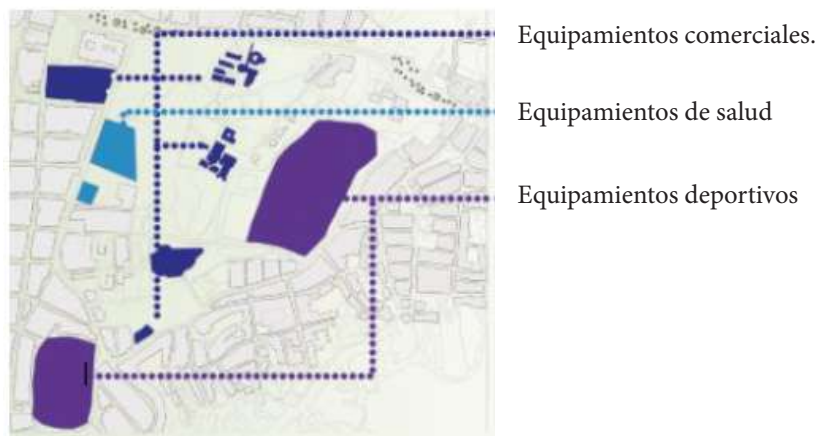 Equipamientos comerciales.
Equipamientos de salud
Equipamientos deportivos